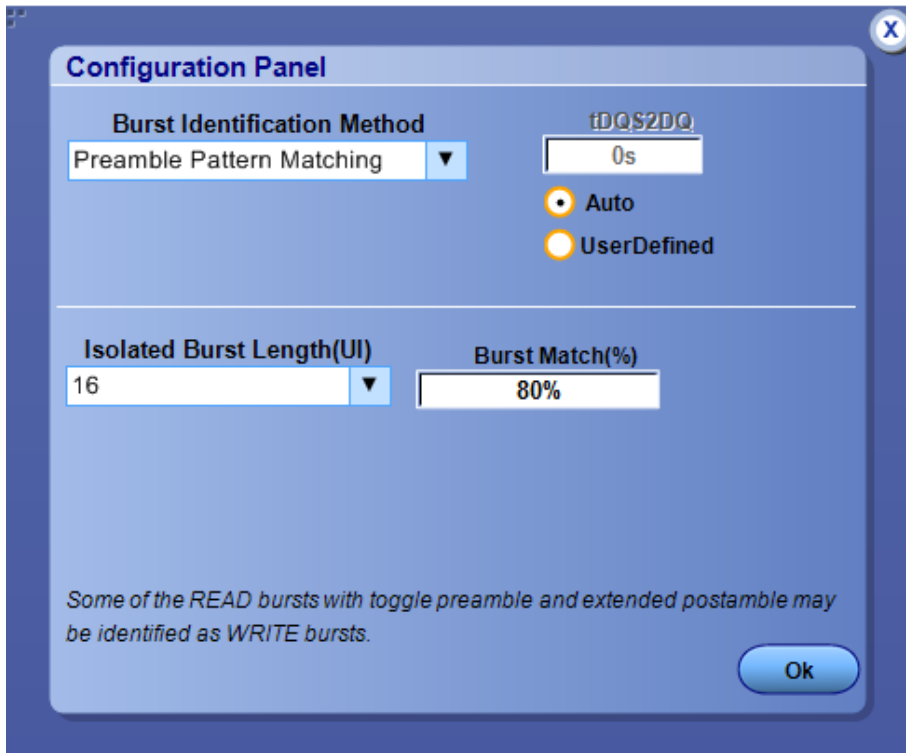 X
Configuration Panel
Burst Identification Method
Preamble Pattern Matching
tDQS2DQ
0s
Auto
UserDefined
Isolated Burst Length(UI)
16
Burst Match(%)
80%
Some of the READ bursts with toggle preamble and extended postamble may
be identified as WRITE bursts.
Ok